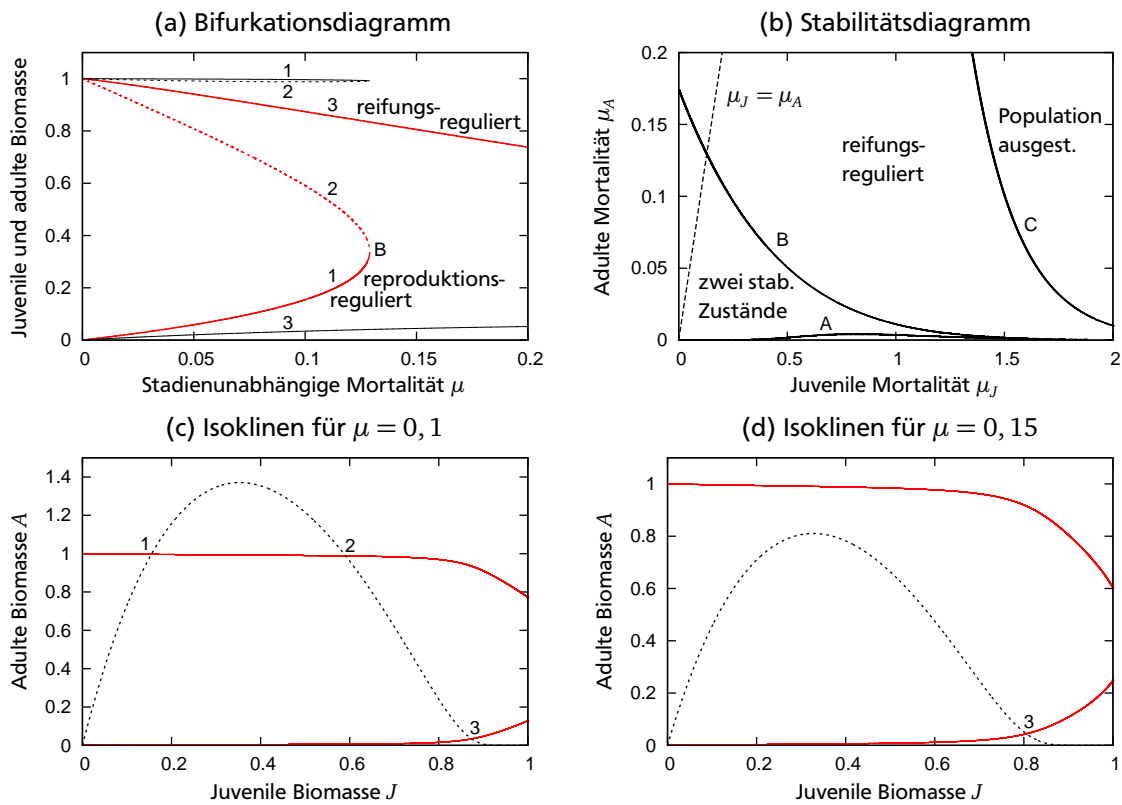 (a) Bifurkationsdiagramm
Juvenile und adulte Biomasse
1
0.8
0.6
0.4
0.2
0
1
2
3
reifungs-
reguliert
2
B
1
reproduktions-
reguliert
3
0
0.05
0.1
0.15
0.2
Stadienunabhängige Mortalität μ
(b) Stabilitätsdiagramm
Adulte Mortalität μ_A
0.2
0.15
0.1
0.05
0
μ_J = μ_A
Population
ausgest.
reifungs-
reguliert
B
C
zwei stab.
Zustände
A
0
0.5
1
1.5
2
Juvenile Mortalität μ_J
(c) Isoklinen für μ = 0, 1
Adulte Biomasse A
1.4
1.2
1
0.8
0.6
0.4
0.2
0
1
2
3
0
0.2
0.4
0.6
0.8
1
Juvenile Biomasse J
(d) Isoklinen für μ = 0, 15
Adulte Biomasse A
1
0.8
0.6
0.4
0.2
0
3
0
0.2
0.4
0.6
0.8
1
Juvenile Biomasse J